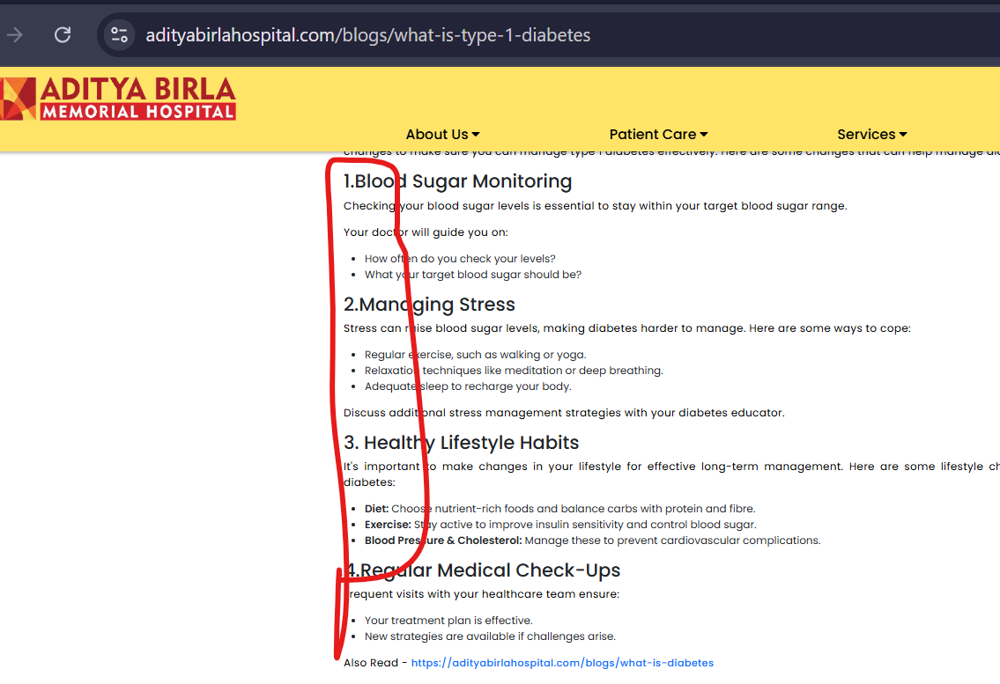 adityabirlahospital.com/blogs/what-is-type-1-diabetes
ADITYA BIRLA
MEMORIAL HOSPITAL
About Us
Patient Care
Services
changes to make sure you can manage type 1 diabetes effectively. Here are some changes that can help manage
1.Blood Sugar Monitoring
Checking your blood sugar levels is essential to stay within your target blood sugar range.
Your doctor will guide you on:
• How often do you check your levels?
• What your target blood sugar should be?
2.Managing Stress
Stress can raise blood sugar levels, making diabetes harder to manage. Here are some ways to cope:
• Regular exercise, such as walking or yoga.
• Relaxation techniques like meditation or deep breathing.
• Adequate sleep to recharge your body.
Discuss additional stress management strategies with your diabetes educator.
3. Healthy Lifestyle Habits
It's important to make changes in your lifestyle for effective long-term management. Here are some lifestyle
diabetes:
• Diet: Choose nutrient-rich foods and balance carbs with protein and fibre.
• Exercise: Stay active to improve insulin sensitivity and control blood sugar.
• Blood Pressure & Cholesterol: Manage these to prevent cardiovascular complications.
4.Regular Medical Check-Ups
Frequent visits with your healthcare team ensure:
• Your treatment plan is effective.
• New strategies are available if challenges arise.
Also Read - https://adityabirlahospital.com/blogs/what-is-diabetes